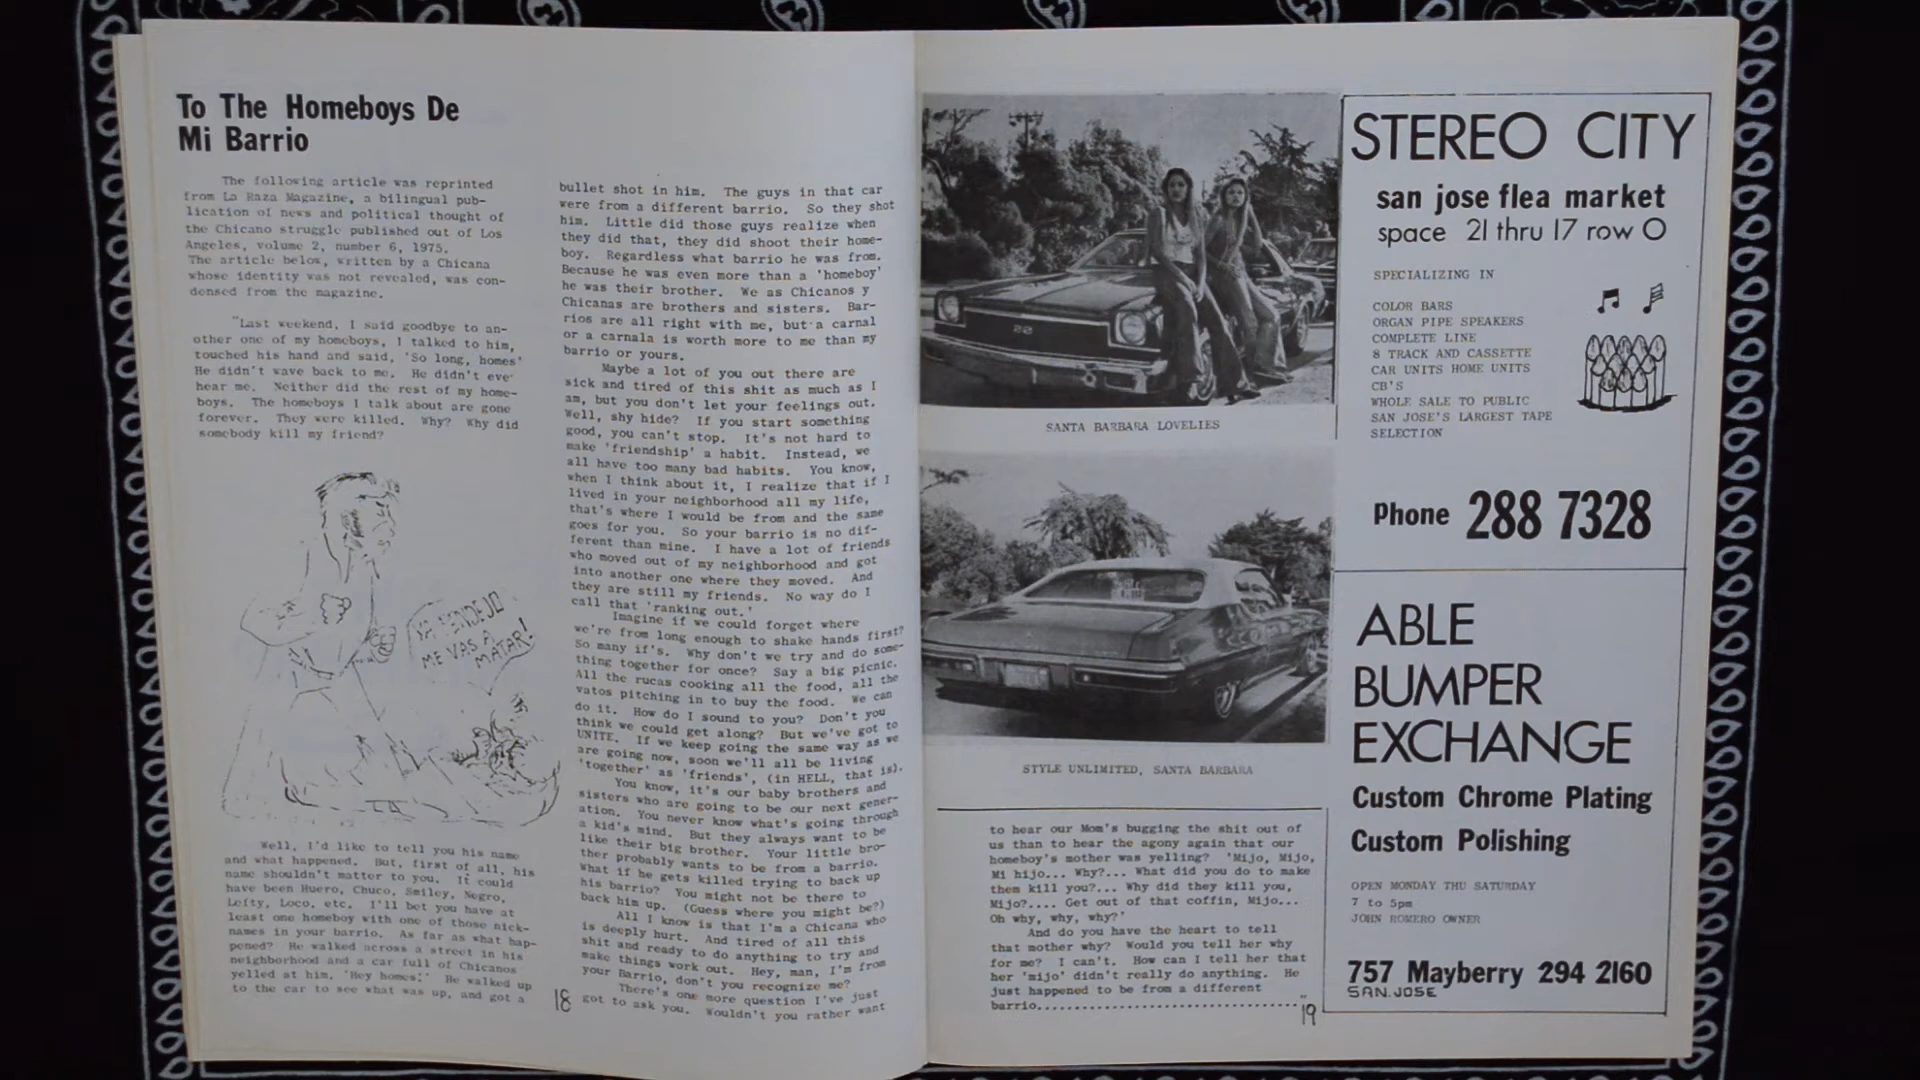 To The Homeboys De
Mi Barrio
The following article was reprinted
from La Raza Magazine, a bilingual pub-
lication of news and political thought of
the Chicano struggle published out of Los
Angeles, volume 2, number 6, 1975.
The article below, written by a Chicana
whose identity was not revealed, was con-
densed from the magazine.
"Last weekend, I said goodbye to an-
other one of my homeboys, I talked to him,
touched his hand and said, 'So long, homes'
He didn't wave back to me. He didn't eve
hear me. Neither did the rest of my home-
boys. The homeboys I talk about are gone
forever. They were killed. Why? Why did
somebody kill my friend?
YA PENDEJO
ME VAS A
MATAR!
Well, I'd like to tell you his name
and what happened. But, first of all, his
name shouldn't matter to you. It could
have been Huero, Chuco, Smiley, Negro,
Lefty, Loco, etc. I'll bet you have at
least one homeboy with one of those nick-
names in your barrio. As far as what hap-
pened? He walked across a street in his
neighborhood and a car full of Chicanos
yelled at him, 'Hey homes!' He walked up
to the car to see what was up, and got a
18
bullet shot in him. The guys in that car
were from a different barrio. So they shot
him. Little did those guys realize when
they did that, they did shoot their home-
boy. Regardless what barrio he was from.
Because he was even more than a 'homeboy'
he was their brother. We as Chicanos y
Chicanas are brothers and sisters. Bar-
rios are all right with me, but a carnal
or a carnala is worth more to me than my
barrio or yours.
Maybe a lot of you out there are
sick and tired of this shit as much as I
am, but you don't let your feelings out.
Well, shy hide? If you start something
good, you can't stop. It's not hard to
make 'friendship' a habit. Instead, we
all have too many bad habits. You know,
when I think about it, I realize that if I
lived in your neighborhood all my life,
that's where I would be from and the same
goes for you. So your barrio is no dif-
ferent than mine. I have a lot of friends
who moved out of my neighborhood and got
into another one where they moved. And
they are still my friends. No way do I
call that 'ranking out.'
Imagine if we could forget where
we're from long enough to shake hands first?
So many if's. Why don't we try and do some-
thing together for once? Say a big picnic.
All the rucas cooking all the food, all the
vatos pitching in to buy the food. We can
do it. How do I sound to you? Don't you
think we could get along? But we've got to
UNITE. If we keep going the same way as we
are going now, soon we'll all be living
'together' as 'friends', (in HELL, that is).
You know, it's our baby brothers and
sisters who are going to be our next gener-
ation. You never know what's going through
a kid's mind. But they always want to be
like their big brother. Your little bro-
ther probably wants to be from a barrio.
What if he gets killed trying to back up
his barrio? You might not be there to
back him up. (Guess where you might be?)
All I know is that I'm a Chicana who
is deeply hurt. And tired of all this
shit and ready to do anything to try and
make things work out. Hey, man, I'm from
your Barrio, don't you recognize me?
There's one more question I've just
got to ask you. Wouldn't you rather want
SANTA BARBARA LOVELIES
STYLE UNLIMITED, SANTA BARBARA
to hear our Mom's bugging the shit out of
us than to hear the agony again that our
homeboy's mother was yelling? 'Mijo, Mijo,
Mi hijo... Why?... What did you do to make
them kill you?... Why did they kill you,
Mijo?.... Get out of that coffin, Mijo...
Oh why, why, why?'
And do you have the heart to tell
that mother why? Would you tell her why
for me? I can't. How can I tell her that
her 'mijo' didn't really do anything. He
just happened to be from a different
barrio..................................."
19
STEREO CITY
san jose flea market
space 21 thru 17 row O
SPECIALIZING IN
COLOR BARS
ORGAN PIPE SPEAKERS
COMPLETE LINE
8 TRACK AND CASSETTE
CAR UNITS HOME UNITS
CB'S
WHOLE SALE TO PUBLIC
SAN JOSE'S LARGEST TAPE
SELECTION
Phone 288 7328
ABLE
BUMPER
EXCHANGE
Custom Chrome Plating
Custom Polishing
OPEN MONDAY THU SATURDAY
7 to 5pm
JOHN ROMERO OWNER
757 Mayberry 294 2160
SAN.JOSE